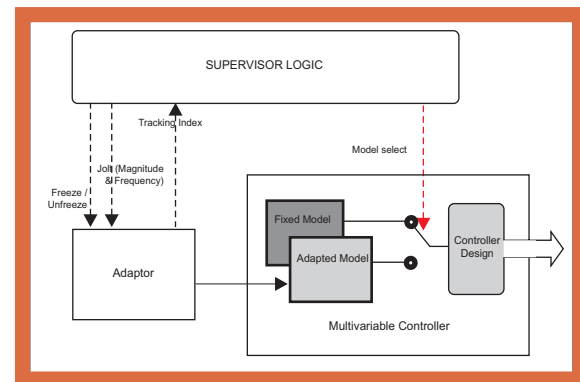 SUPERVISOR LOGIC
Tracking Index
Jolt (Magnitude
& Frequency)
Freeze /
Unfreeze
Model select
Fixed Model
Adapted Model
Controller
Design
Adaptor
Multivariable Controller